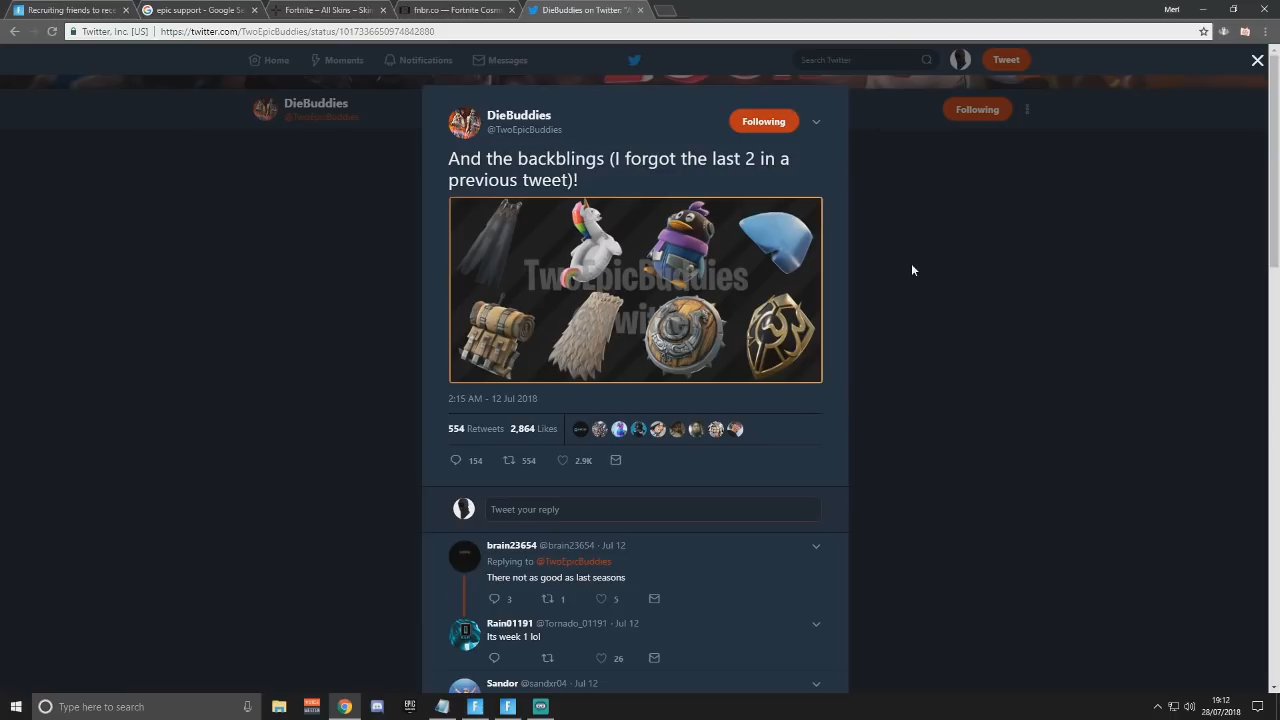 Recruiting friends to rec
epic support - Google Se
Fortnite – All Skins – Skin
fnbr.co — Fortnite Cosm
DieBuddies on Twitter: "A
Merl
Twitter, Inc. [US] | https://twitter.com/TwoEpicBuddies/status/1017336650974842880
Home
Moments
Notifications
Messages
Search Twitter
Tweet
DieBuddies
@TwoEpicBuddies
Following
DieBuddies
@TwoEpicBuddies
Following
And the backblings (I forgot the last 2 in a
previous tweet)!
TwoEpicBuddies
2:15 AM - 12 Jul 2018
554 Retweets 2,864 Likes
154 554 2.9K
Tweet your reply
brain23654 @brain23654 · Jul 12
Replying to @TwoEpicBuddies
There not as good as last seasons
3 1 5
Rain01191 @Tornado_01191 · Jul 12
Its week 1 lol
26
Sandor @sandxr04 · Jul 12
Type here to search
EPIC
19:12
28/07/2018